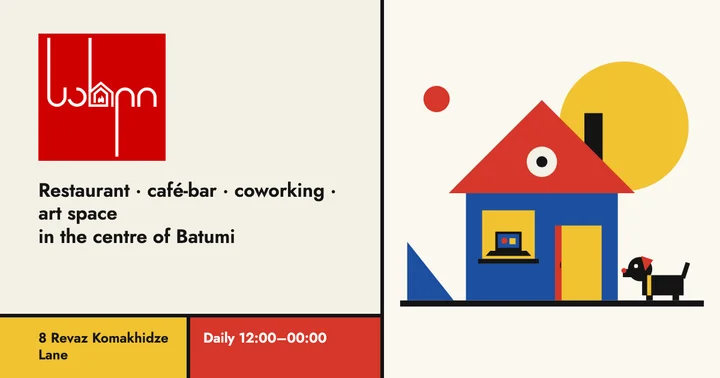 სახლი
Restaurant · café-bar · coworking ·
art space
in the centre of Batumi
8 Revaz Komakhidze
Lane
Daily 12:00–00:00